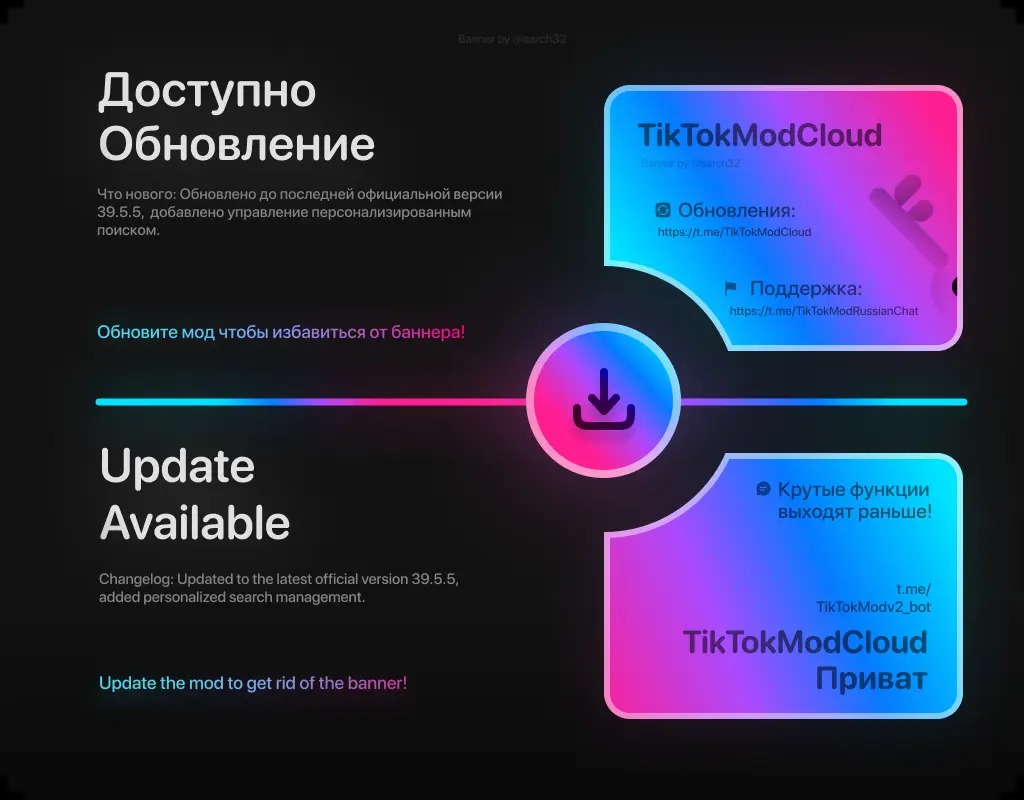 Banner by @sarch32
Доступно
Обновление
Что нового: Обновлено до последней официальной версии
39.5.5, добавлено управление персонализированным
поиском.
Обновите мод чтобы избавиться от баннера!
TikTokModCloud
Banner by @sarch32
Обновления:
https://t.me/TikTokModCloud
Поддержка:
https://t.me/TikTokModRussianChat
Update
Available
Changelog: Updated to the latest official version 39.5.5,
added personalized search management.
Update the mod to get rid of the banner!
Крутые функции
выходят раньше!
t.me/
TikTokModv2_bot
TikTokModCloud
Приват